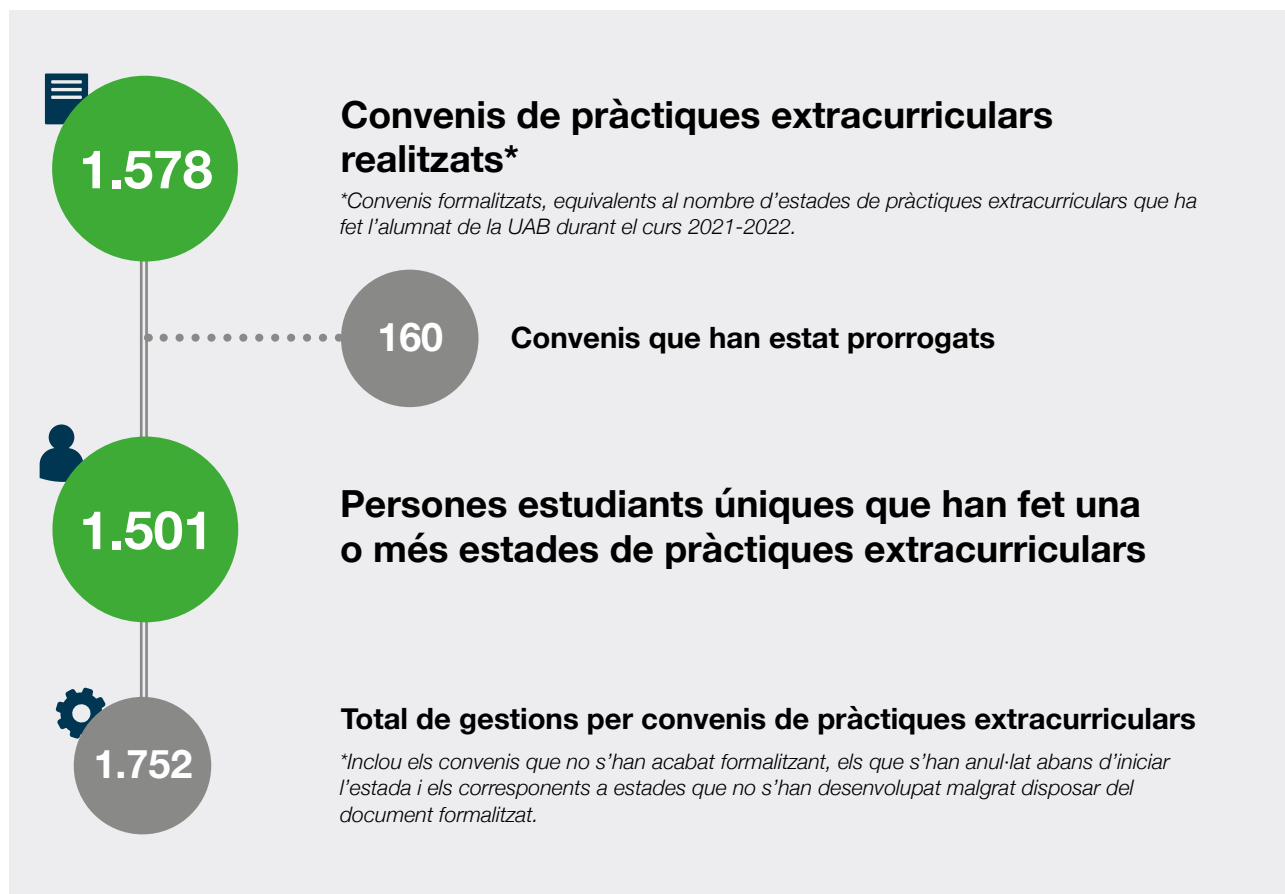 1.578
Convenis de pràctiques extracurriculars
realitzats*
*Convenis formalitzats, equivalents al nombre d’estades de pràctiques extracurriculars que ha
fet l’alumnat de la UAB durant el curs 2021-2022.
160
Convenis que han estat prorrogats
1.501
Persones estudiants úniques que han fet una
o més estades de pràctiques extracurriculars
1.752
Total de gestions per convenis de pràctiques extracurriculars
*Inclou els convenis que no s’han acabat formalitzant, els que s’han anul·lat abans d’iniciar
l’estada i els corresponents a estades que no s’han desenvolupat malgrat disposar del
document formalitzat.